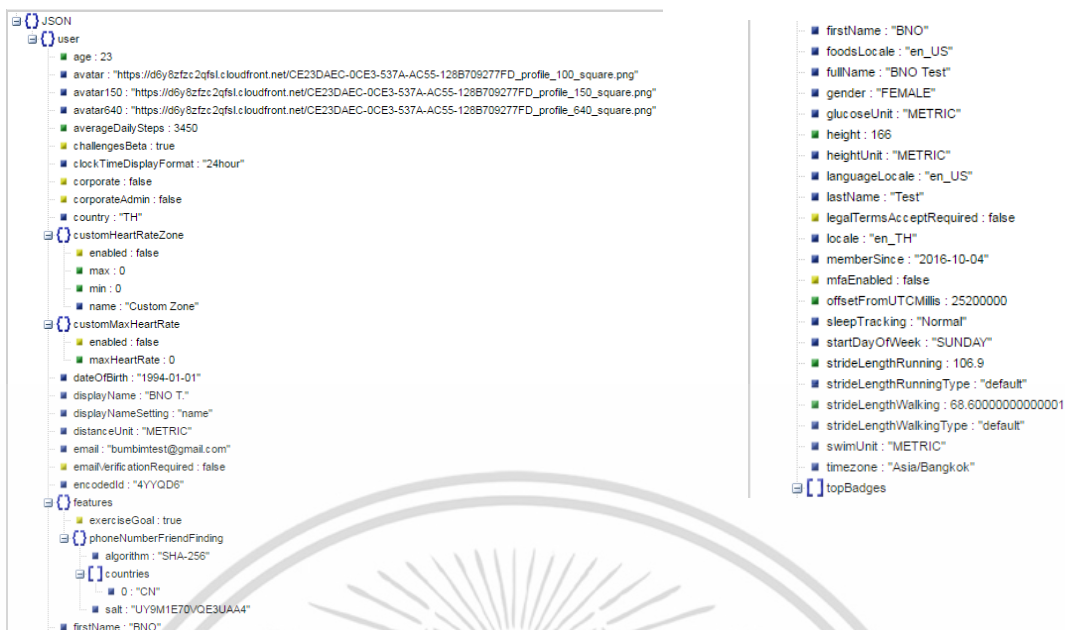 JSON
user
age : 23
avatar : "https://d6y8zfzc2qfsl.cloudfront.net/CE23DAEC-0CE3-537A-AC55-128B709277FD_profile_100_square.png"
avatar150 : "https://d6y8zfzc2qfsl.cloudfront.net/CE23DAEC-0CE3-537A-AC55-128B709277FD_profile_150_square.png"
avatar640 : "https://d6y8zfzc2qfsl.cloudfront.net/CE23DAEC-0CE3-537A-AC55-128B709277FD_profile_640_square.png"
averageDailySteps : 3450
challengesBeta : true
clockTimeDisplayFormat : "24hour"
corporate : false
corporateAdmin : false
country : "TH"
customHeartRateZone
enabled : false
max : 0
min : 0
name : "Custom Zone"
customMaxHeartRate
enabled : false
maxHeartRate : 0
dateOfBirth : "1994-01-01"
displayName : "BNO T."
displayNameSetting : "name"
distanceUnit : "METRIC"
email : "bumbimtest@gmail.com"
emailVerificationRequired : false
encodedId : "4YYQD6"
features
exerciseGoal : true
phoneNumberFriendFinding
algorithm : "SHA-256"
countries
0 : "CN"
salt : "UY9M1E70VQE3UAA4"
firstName : "BNO"
firstName : "BNO"
foodsLocale : "en_US"
fullName : "BNO Test"
gender : "FEMALE"
glucoseUnit : "METRIC"
height : 166
heightUnit : "METRIC"
languageLocale : "en_US"
lastName : "Test"
legalTermsAcceptRequired : false
locale : "en_TH"
memberSince : "2016-10-04"
mfaEnabled : false
offsetFromUTCMillis : 25200000
sleepTracking : "Normal"
startDayOfWeek : "SUNDAY"
strideLengthRunning : 106.9
strideLengthRunningType : "default"
strideLengthWalking : 68.60000000000001
strideLengthWalkingType : "default"
swimUnit : "METRIC"
timezone : "Asia/Bangkok"
topBadges